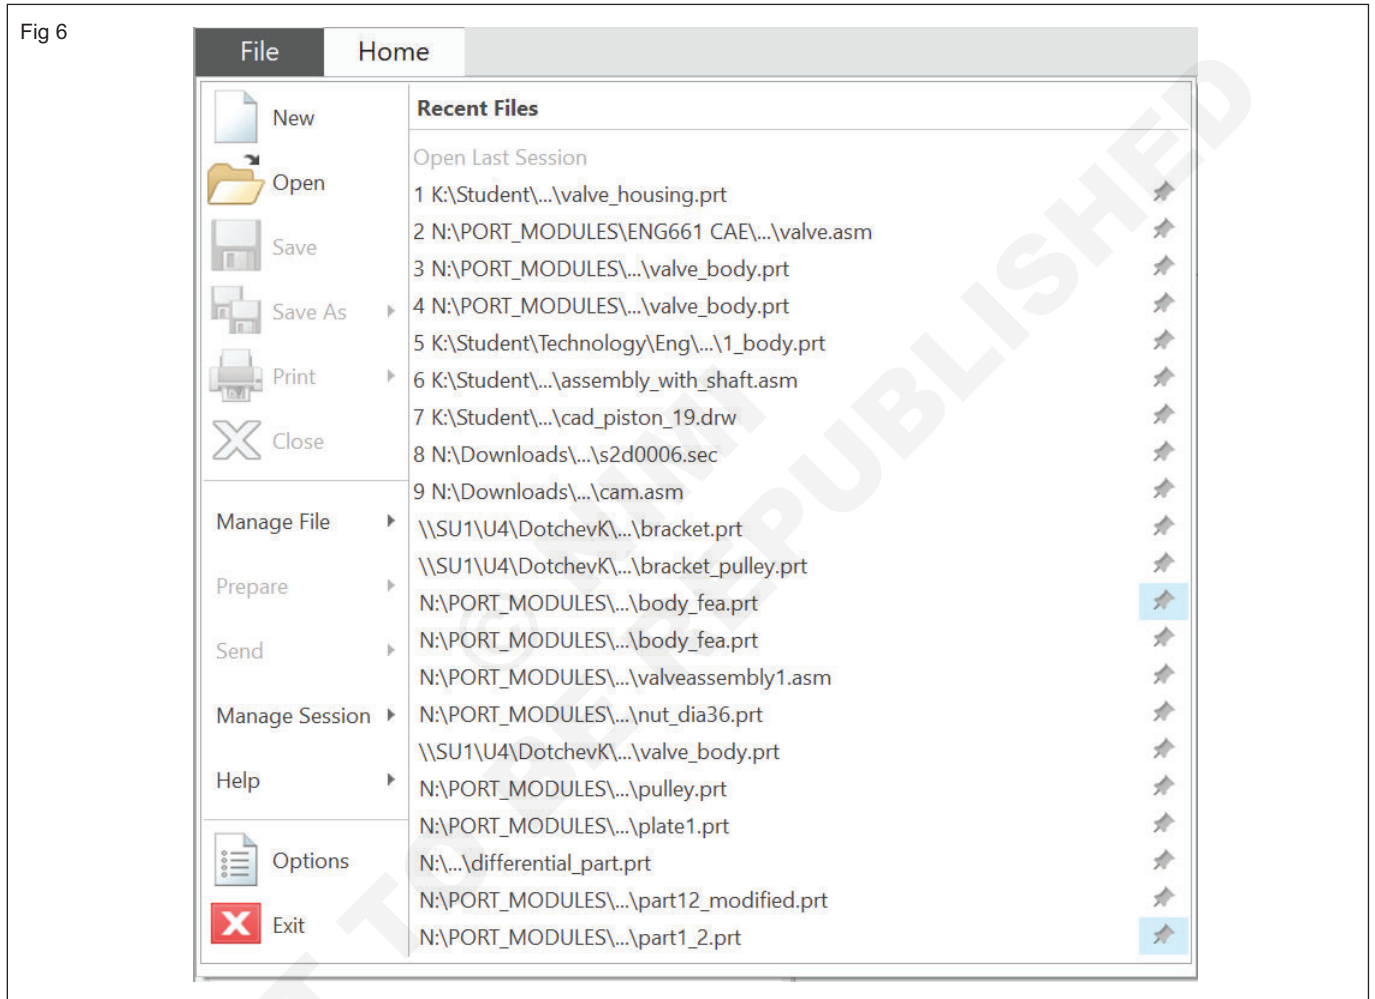 Fig 6
File Home
New
Open
Save
Save As
Print
Close
Manage File
Prepare
Send
Manage Session
Help
Options
Exit
Recent Files
Open Last Session
1 K:\Student\...\valve_housing.prt
2 N:\PORT_MODULES\ENG661 CAE\...\valve.asm
3 N:\PORT_MODULES\...\valve_body.prt
4 N:\PORT_MODULES\...\valve_body.prt
5 K:\Student\Technology\Eng\...\1_body.prt
6 K:\Student\...\assembly_with_shaft.asm
7 K:\Student\...\cad_piston_19.drw
8 N:\Downloads\...\s2d0006.sec
9 N:\Downloads\...\cam.asm
\\SU1\U4\DotchevK\...\bracket.prt
\\SU1\U4\DotchevK\...\bracket_pulley.prt
N:\PORT_MODULES\...\body_fea.prt
N:\PORT_MODULES\...\body_fea.prt
N:\PORT_MODULES\...\valveassembly1.asm
N:\PORT_MODULES\...\nut_dia36.prt
\\SU1\U4\DotchevK\...\valve_body.prt
N:\PORT_MODULES\...\pulley.prt
N:\PORT_MODULES\...\plate1.prt
N:\...\differential_part.prt
N:\PORT_MODULES\...\part12_modified.prt
N:\PORT_MODULES\...\part1_2.prt
© NIMI
TO BE REPUBLISHED